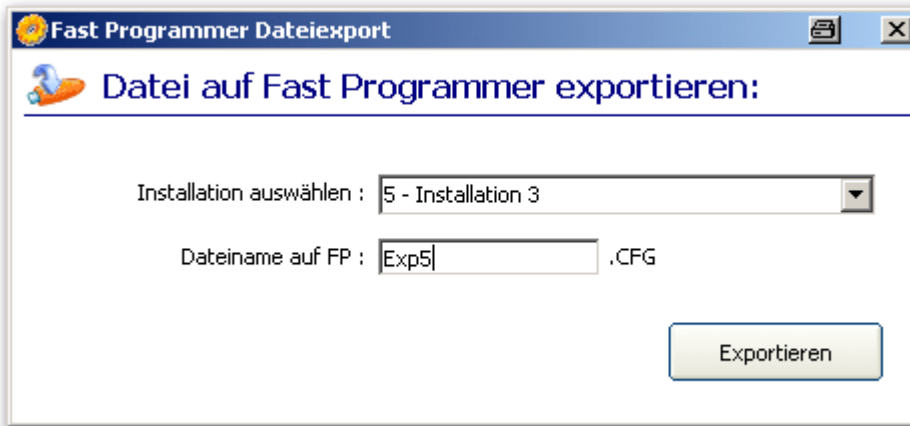 Fast Programmer Dateiexport
Datei auf Fast Programmer exportieren:
Installation auswählen : 5 - Installation 3
Dateiname auf FP : Exp5 .CFG
Exportieren